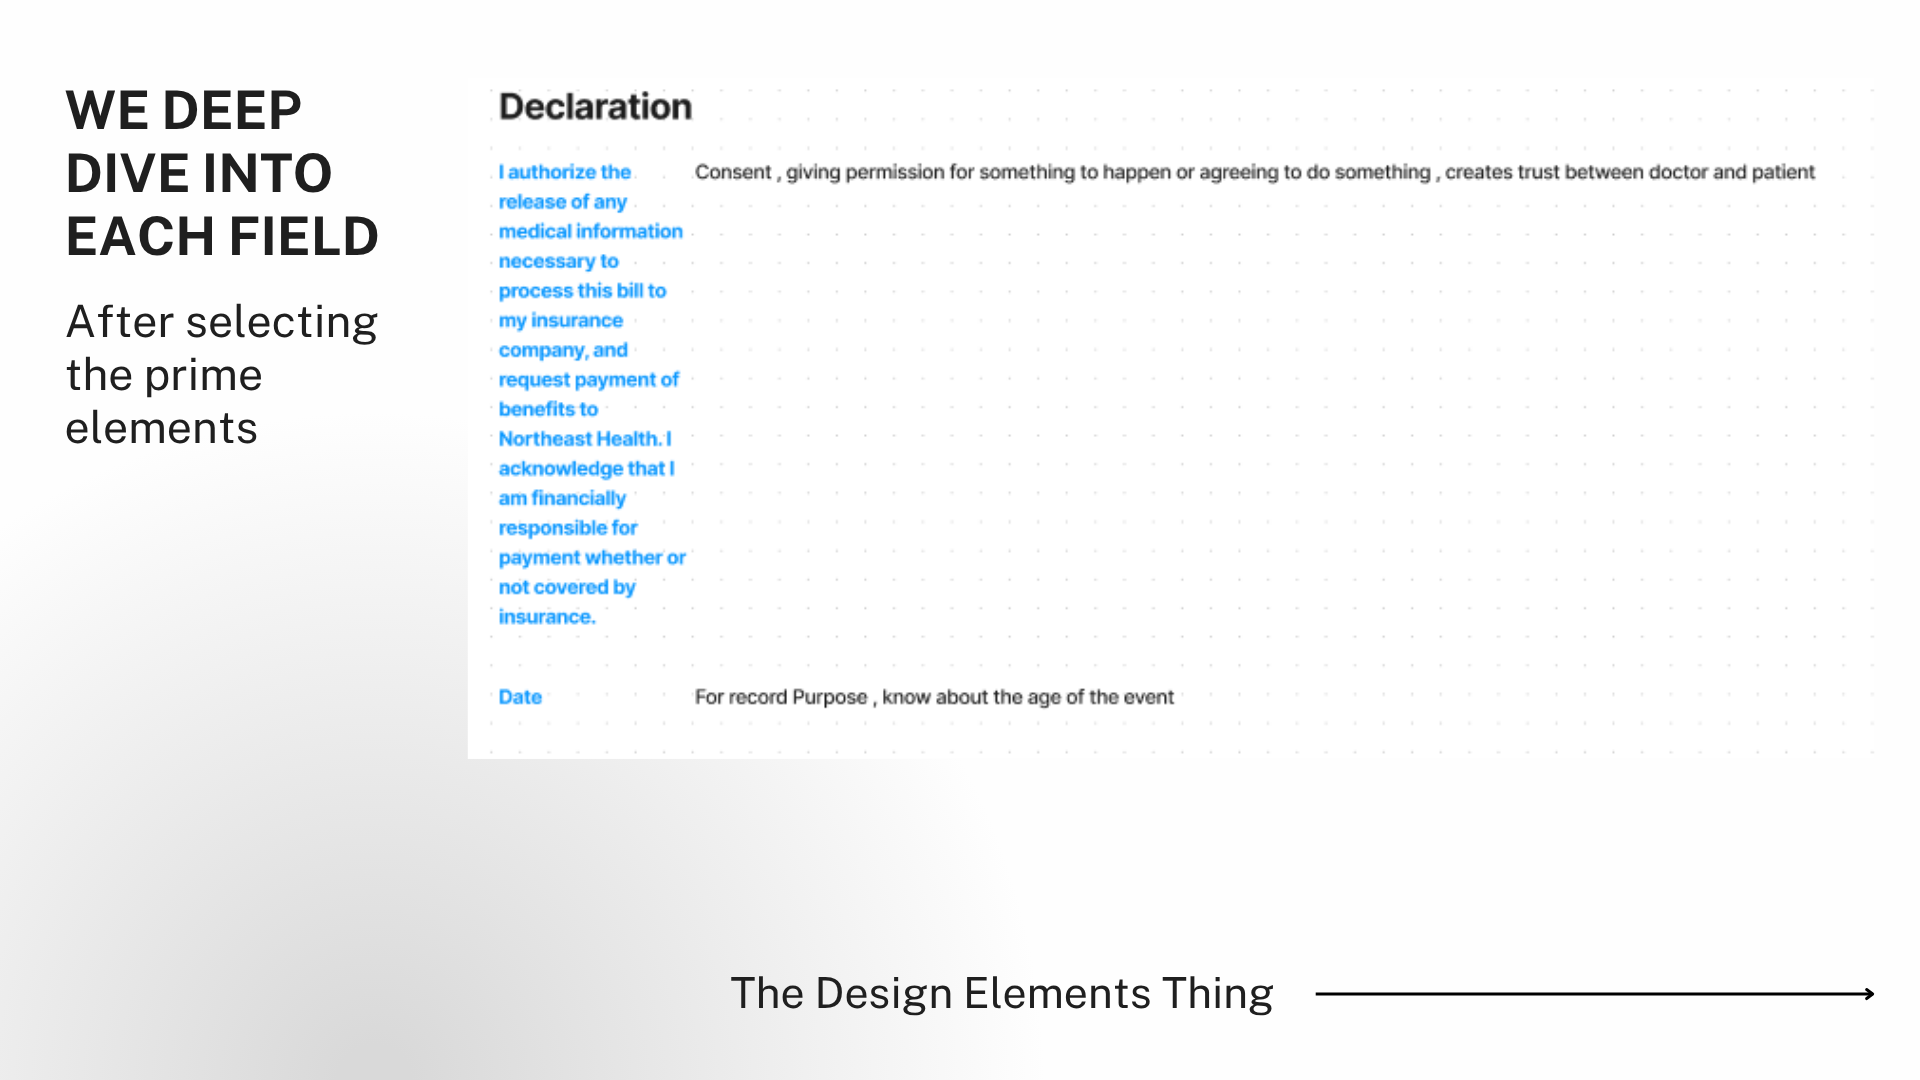 WE DEEP
DIVE INTO
EACH FIELD
After selecting
the prime
elements
Declaration
I authorize the
release of any
medical information
necessary to
process this bill to
my insurance
company, and
request payment of
benefits to
Northeast Health. I
acknowledge that I
am financially
responsible for
payment whether or
not covered by
insurance.
Consent , giving permission for something to happen or agreeing to do something , creates trust between doctor and patient
Date
For record Purpose , know about the age of the event
The Design Elements Thing